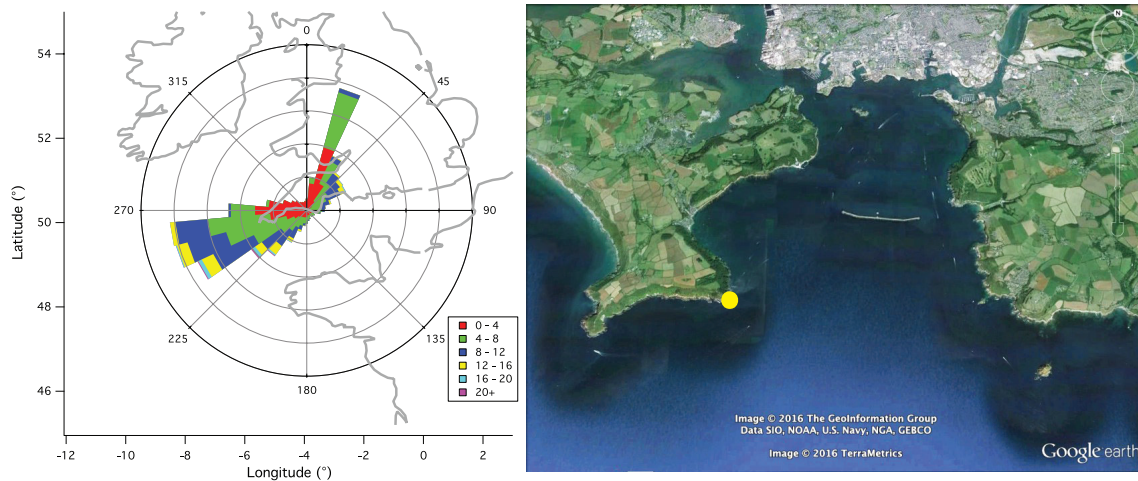 54
52
50
48
46
Latitude (°)
-12
-10
-8
-6
-4
-2
0
2
Longitude (°)
0
45
90
135
180
225
270
315
0 - 4
4 - 8
8 - 12
12 - 16
16 - 20
20+
N
Image © 2016 The GeoInformation Group
Data SIO, NOAA, U.S. Navy, NGA, GEBCO
Image © 2016 TerraMetrics
Google earth